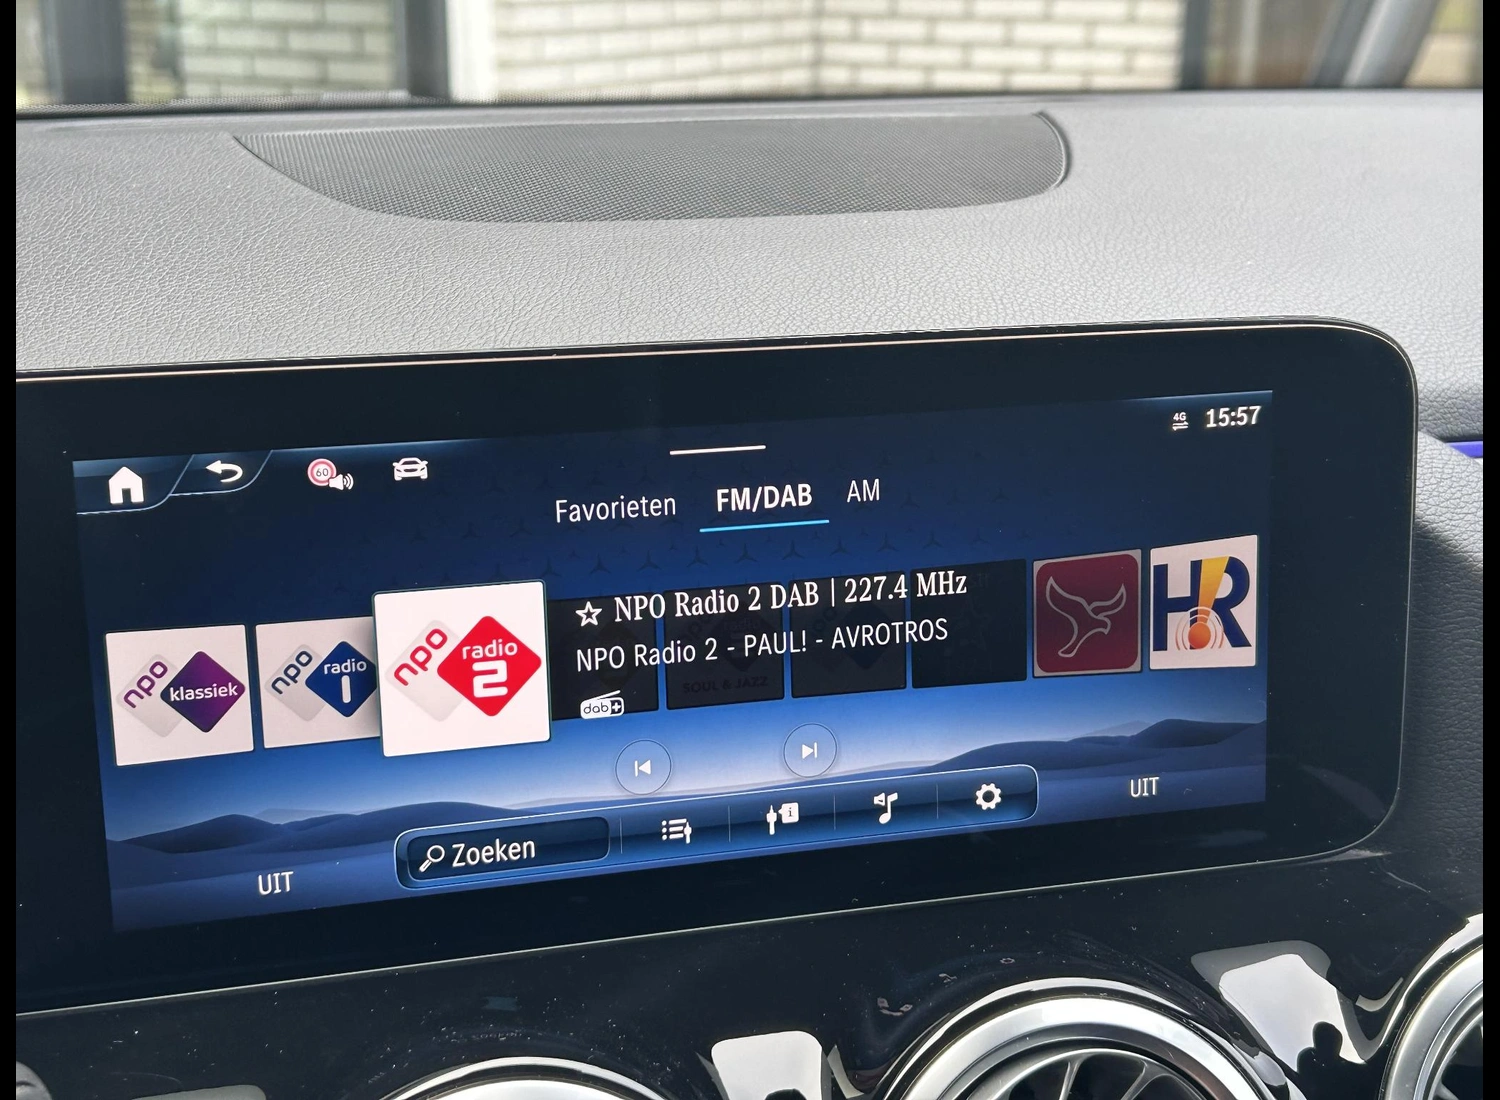 4G 15:57
60
Favorieten FM/DAB AM
NPO Radio 2 DAB | 227.4 MHz
NPO Radio 2 - PAUL! - AVROTROS
npo klassiek
npo radio 1
npo radio 2
SOUL & JAZZ
HR
dab+
Zoeken
UIT
UIT